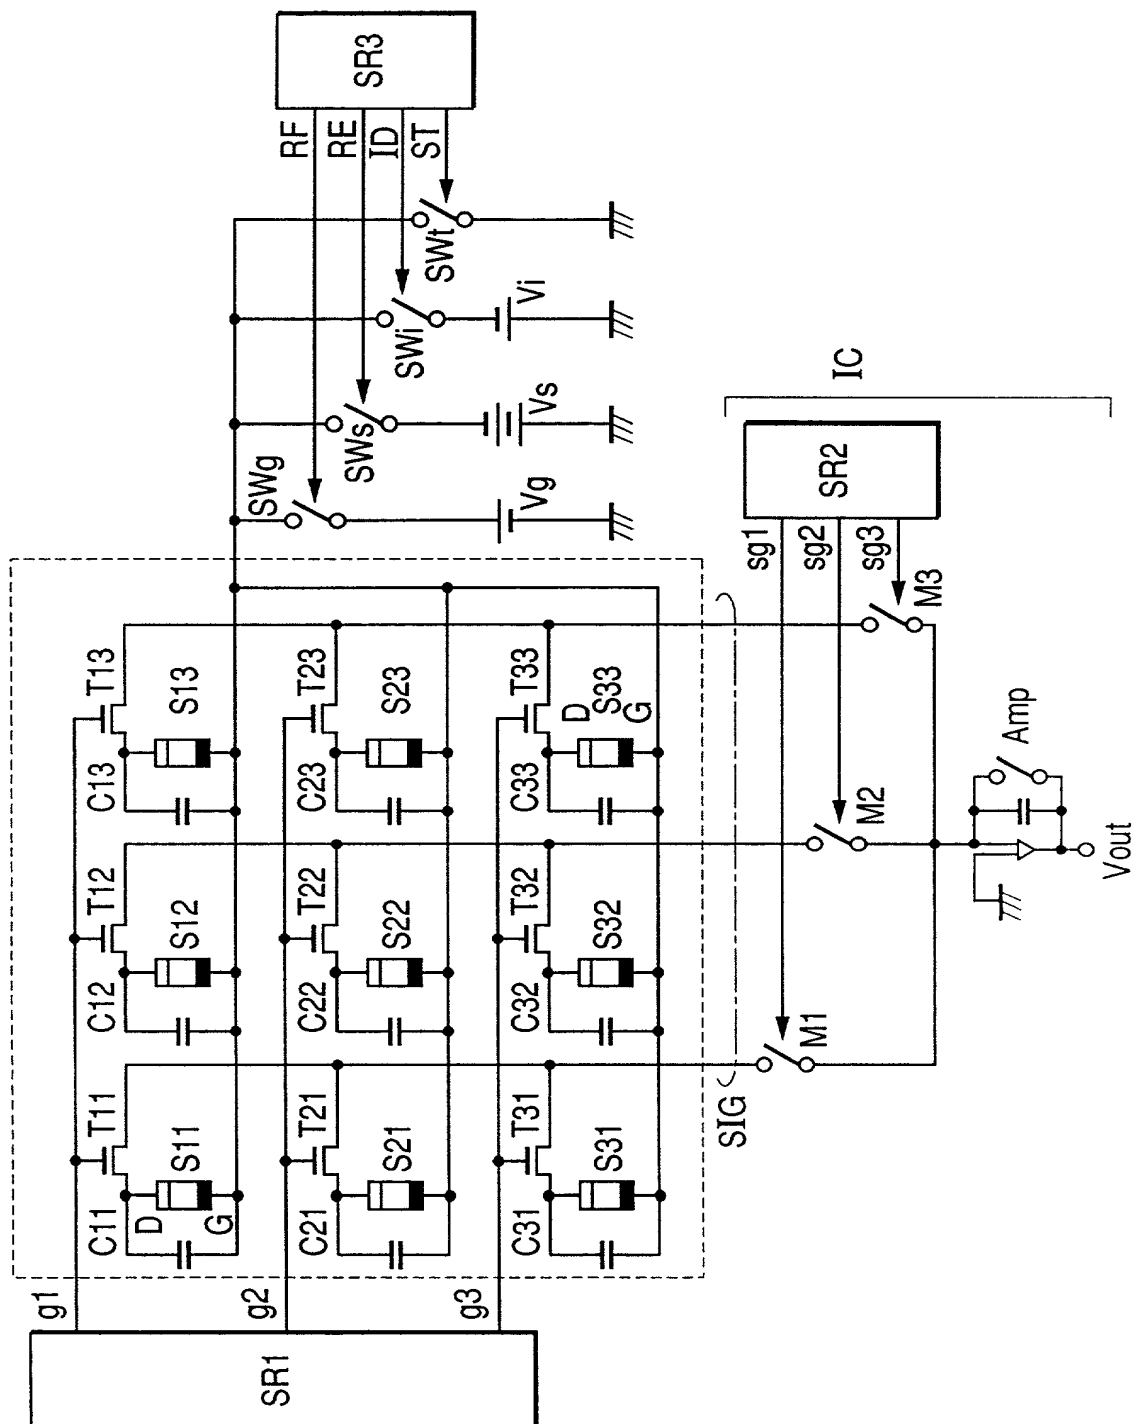 SR1
g1
g2
g3
C11
T11
D
S11
G
C12
T12
S12
C13
T13
S13
C21
T21
S21
C22
T22
S22
C23
T23
S23
C31
T31
S31
C32
T32
S32
C33
T33
D
S33
G
SR3
RF
RE
ID
ST
SWg
SWs
SWi
SWt
Vg
Vs
Vi
SIG
IC
SR2
sg1
sg2
sg3
M1
M2
M3
Amp
Vout